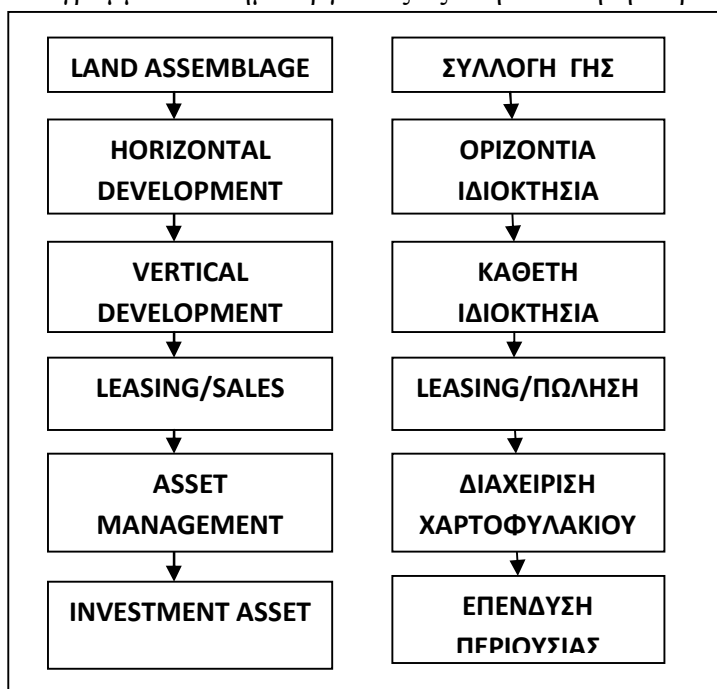 LAND ASSEMBLAGE
HORIZONTAL
DEVELOPMENT
VERTICAL
DEVELOPMENT
LEASING/SALES
ASSET
MANAGEMENT
INVESTMENT ASSET
ΣΥΛΛΟΓΗ ΓΗΣ
ΟΡΙΖΟΝΤΙΑ
ΙΔΙΟΚΤΗΣΙΑ
ΚΑΘΕΤΗ
ΙΔΙΟΚΤΗΣΙΑ
LEASING/ΠΩΛΗΣΗ
ΔΙΑΧΕΙΡΙΣΗ
ΧΑΡΤΟΦΥΛΑΚΙΟΥ
ΕΠΕΝΔΥΣΗ
ΠΕΡΙΟΥΣΙΑΣ